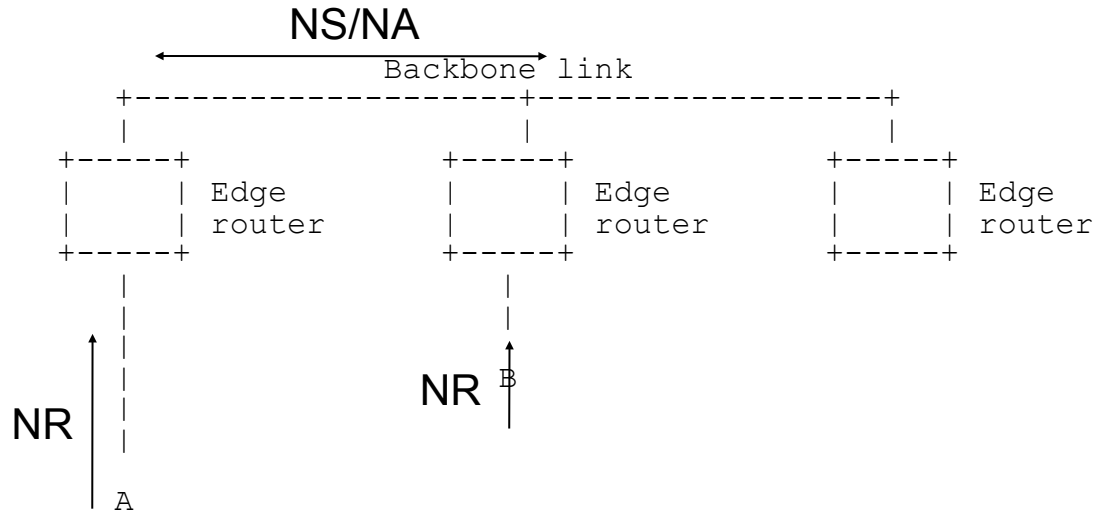 NS/NA
Backbone link
+--------------------+-------------------+
| | |
+-----+ +-----+ +-----+
| | Edge | | Edge | | Edge
| | router | | router | | router
+-----+ +-----+ +-----+
| |
| |
|
|
NR B
NR |
|
A